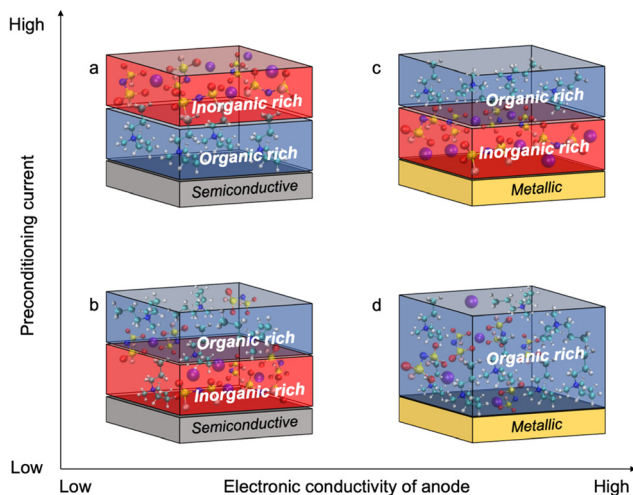 High
a
Inorganic rich
Organic rich
Semiconductive
c
Organic rich
Inorganic rich
Metallic
Preconditioning current
b
Organic rich
Inorganic rich
Semiconductive
d
Organic rich
Metallic
Low
Low
Electronic conductivity of anode
High